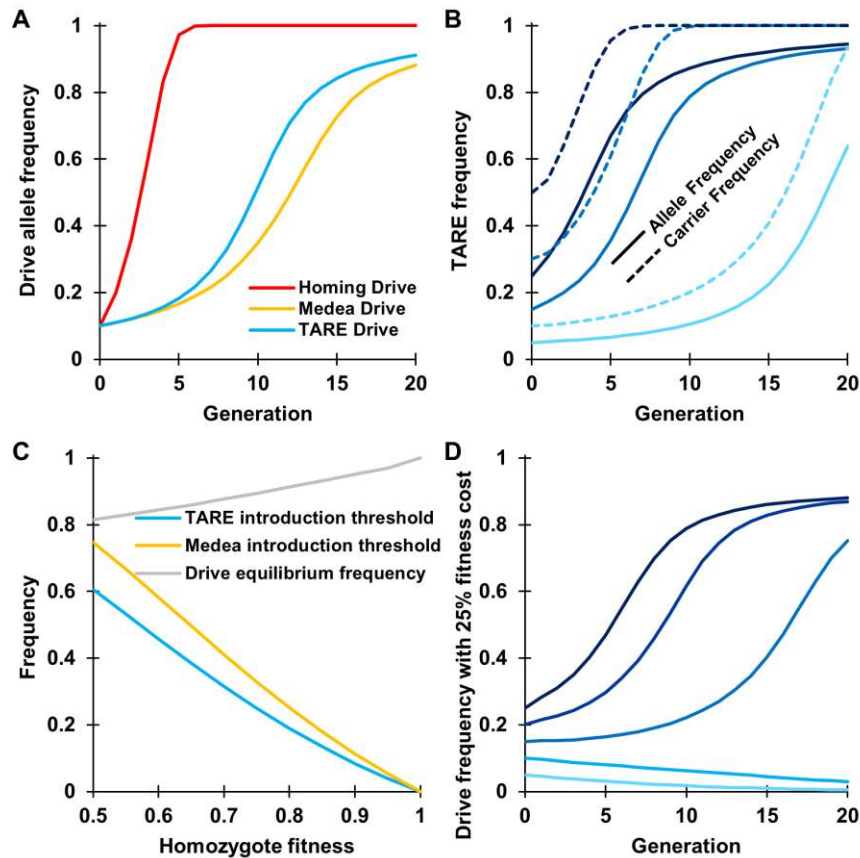 A
Drive allele frequency
1
0.8
0.6
0.4
0.2
0
Homing Drive
Medea Drive
TARE Drive
0 5 10 15 20
Generation
B
TARE frequency
1
0.8
0.6
0.4
0.2
0
Allele Frequency
Carrier Frequency
0 5 10 15 20
Generation
C
Frequency
1
0.8
0.6
0.4
0.2
0
TARE introduction threshold
Medea introduction threshold
Drive equilibrium frequency
0.5 0.6 0.7 0.8 0.9 1
Homozygote fitness
D
Drive frequency with 25% fitness cost
1
0.8
0.6
0.4
0.2
0
0 5 10 15 20
Generation